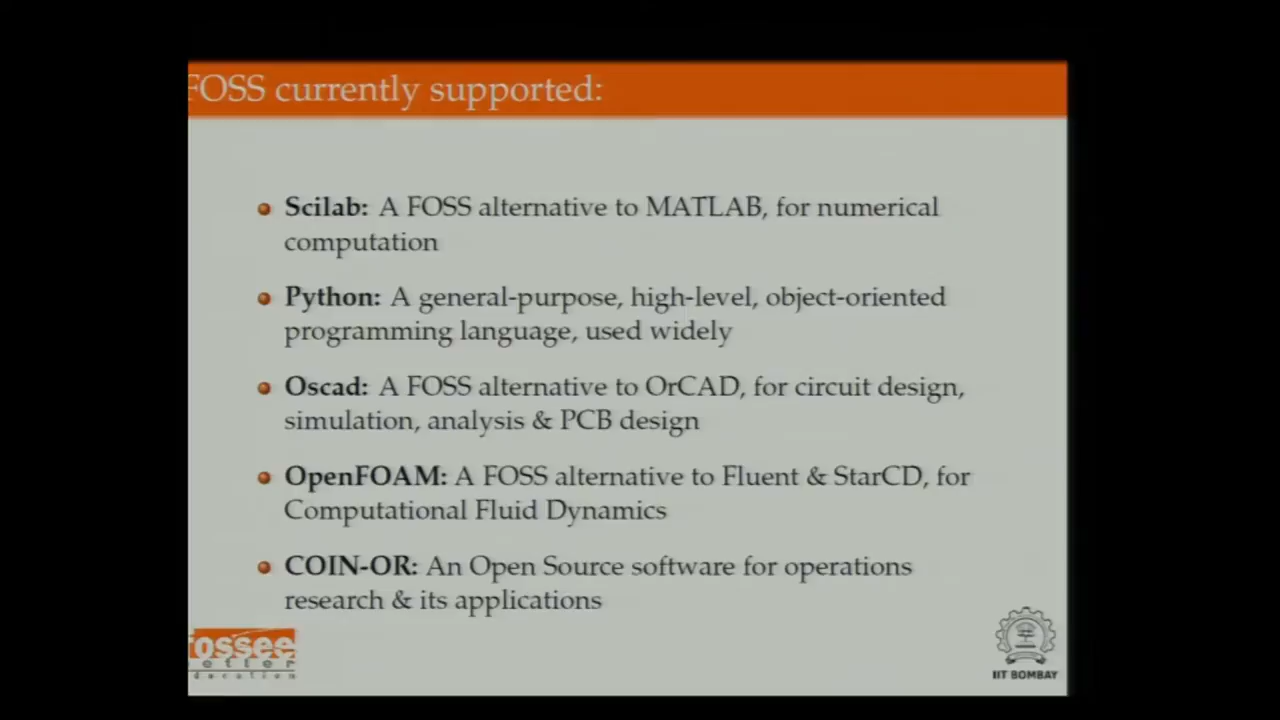 FOSS currently supported:
Scilab: A FOSS alternative to MATLAB, for numerical
computation
Python: A general-purpose, high-level, object-oriented
programming language, used widely
Oscad: A FOSS alternative to OrCAD, for circuit design,
simulation, analysis & PCB design
OpenFOAM: A FOSS alternative to Fluent & StarCD, for
Computational Fluid Dynamics
COIN-OR: An Open Source software for operations
research & its applications
fossee
etter
ducation
IIT BOMBAY